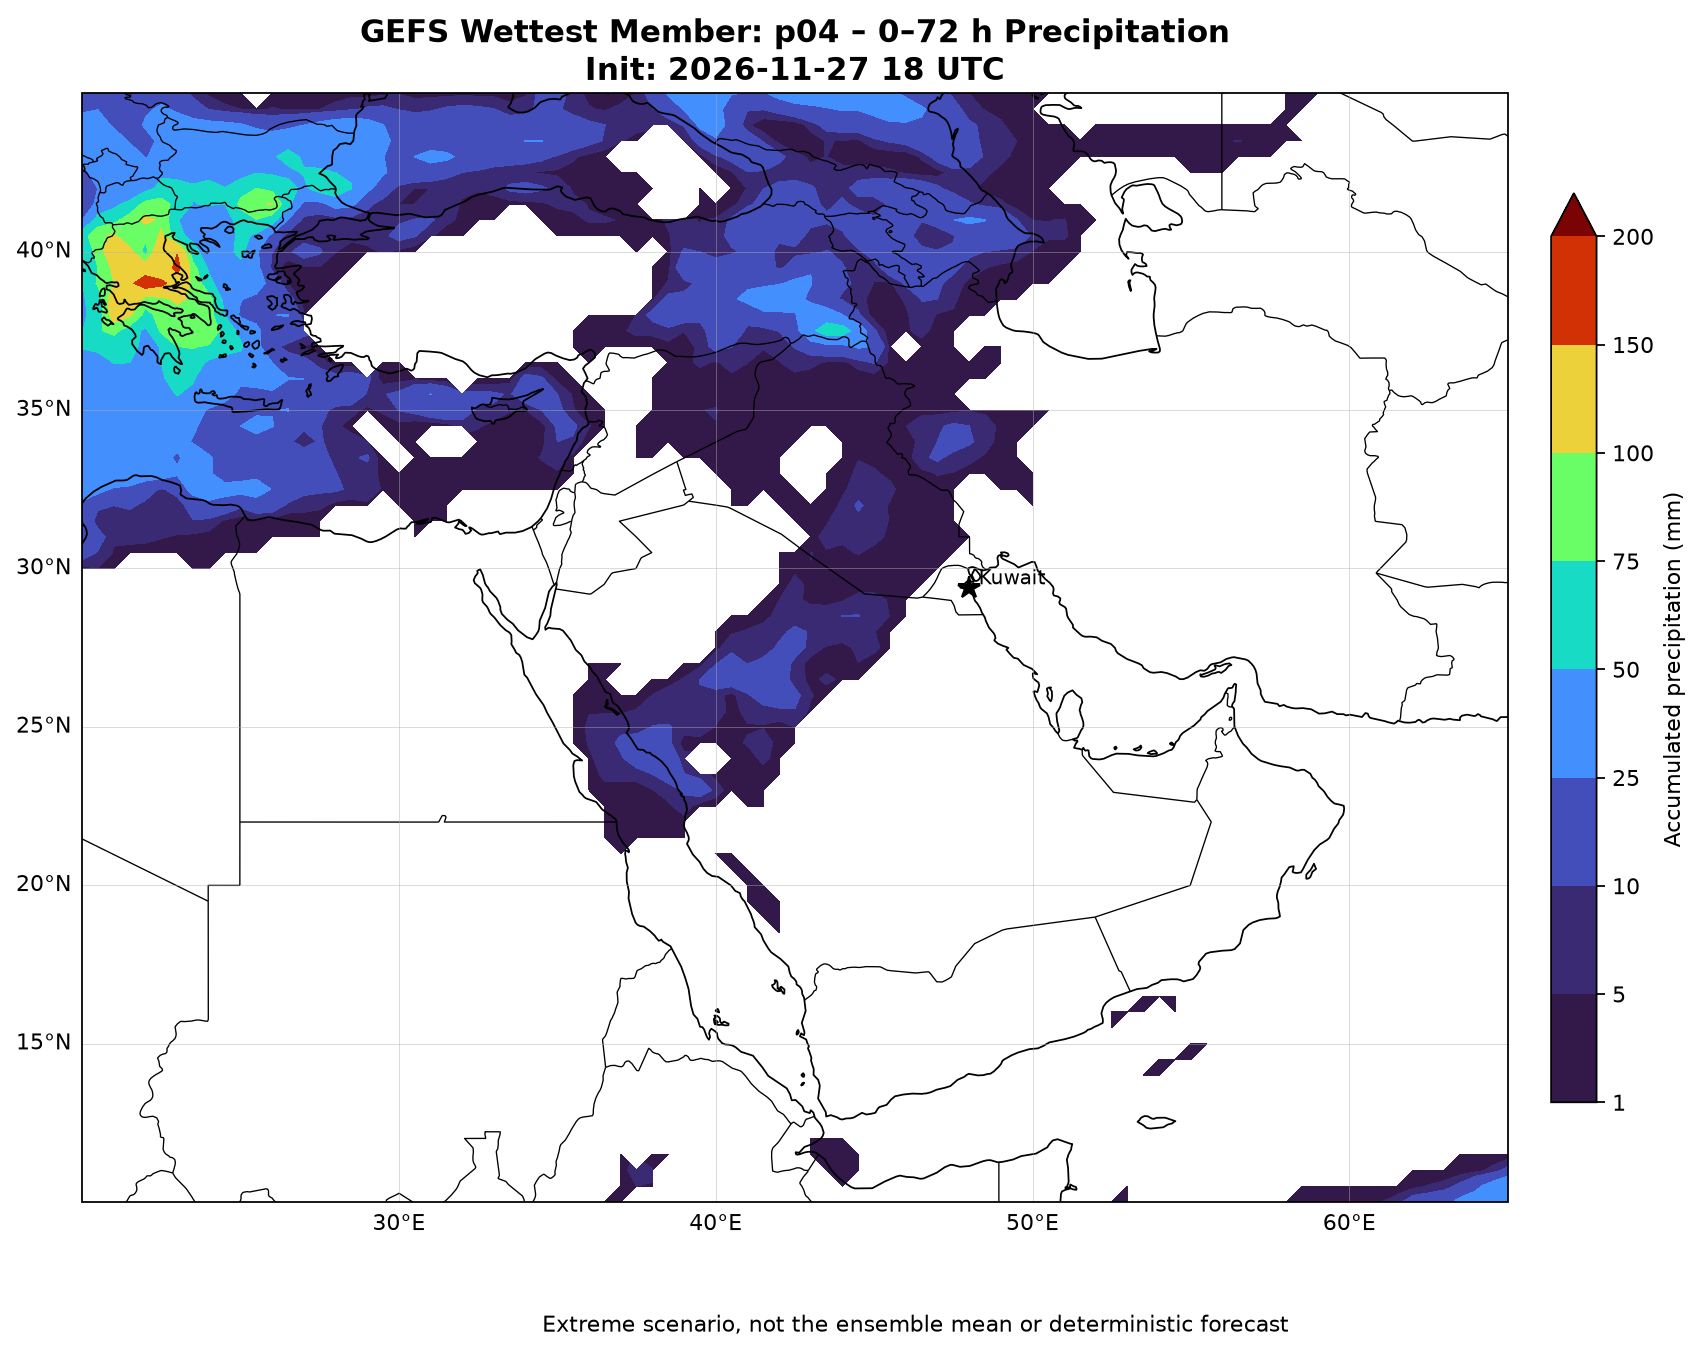 GEFS Wettest Member: p04 – 0–72 h Precipitation
Init: 2026-11-27 18 UTC
40°N
35°N
30°N
25°N
20°N
15°N
30°E
40°E
50°E
60°E
Kuwait
200
150
100
75
50
25
10
5
1
Accumulated precipitation (mm)
Extreme scenario, not the ensemble mean or deterministic forecast